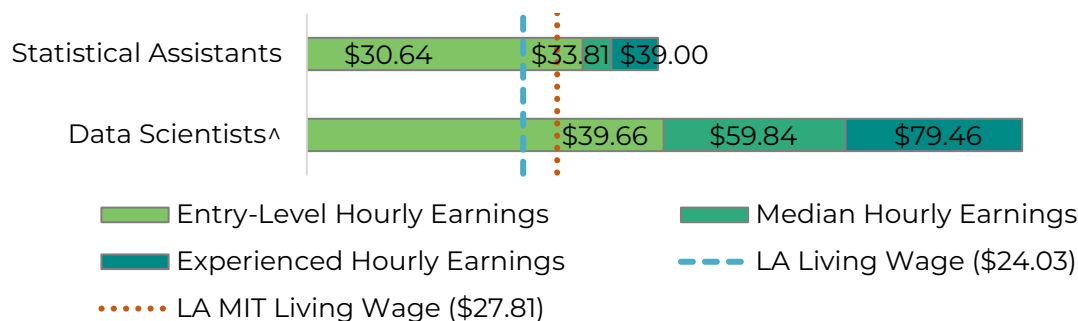 Statistical Assistants $30.64 $33.81 $39.00
Data Scientists^ $39.66 $59.84 $79.46
Entry-Level Hourly Earnings Median Hourly Earnings
Experienced Hourly Earnings LA Living Wage ($24.03)
LA MIT Living Wage ($27.81)